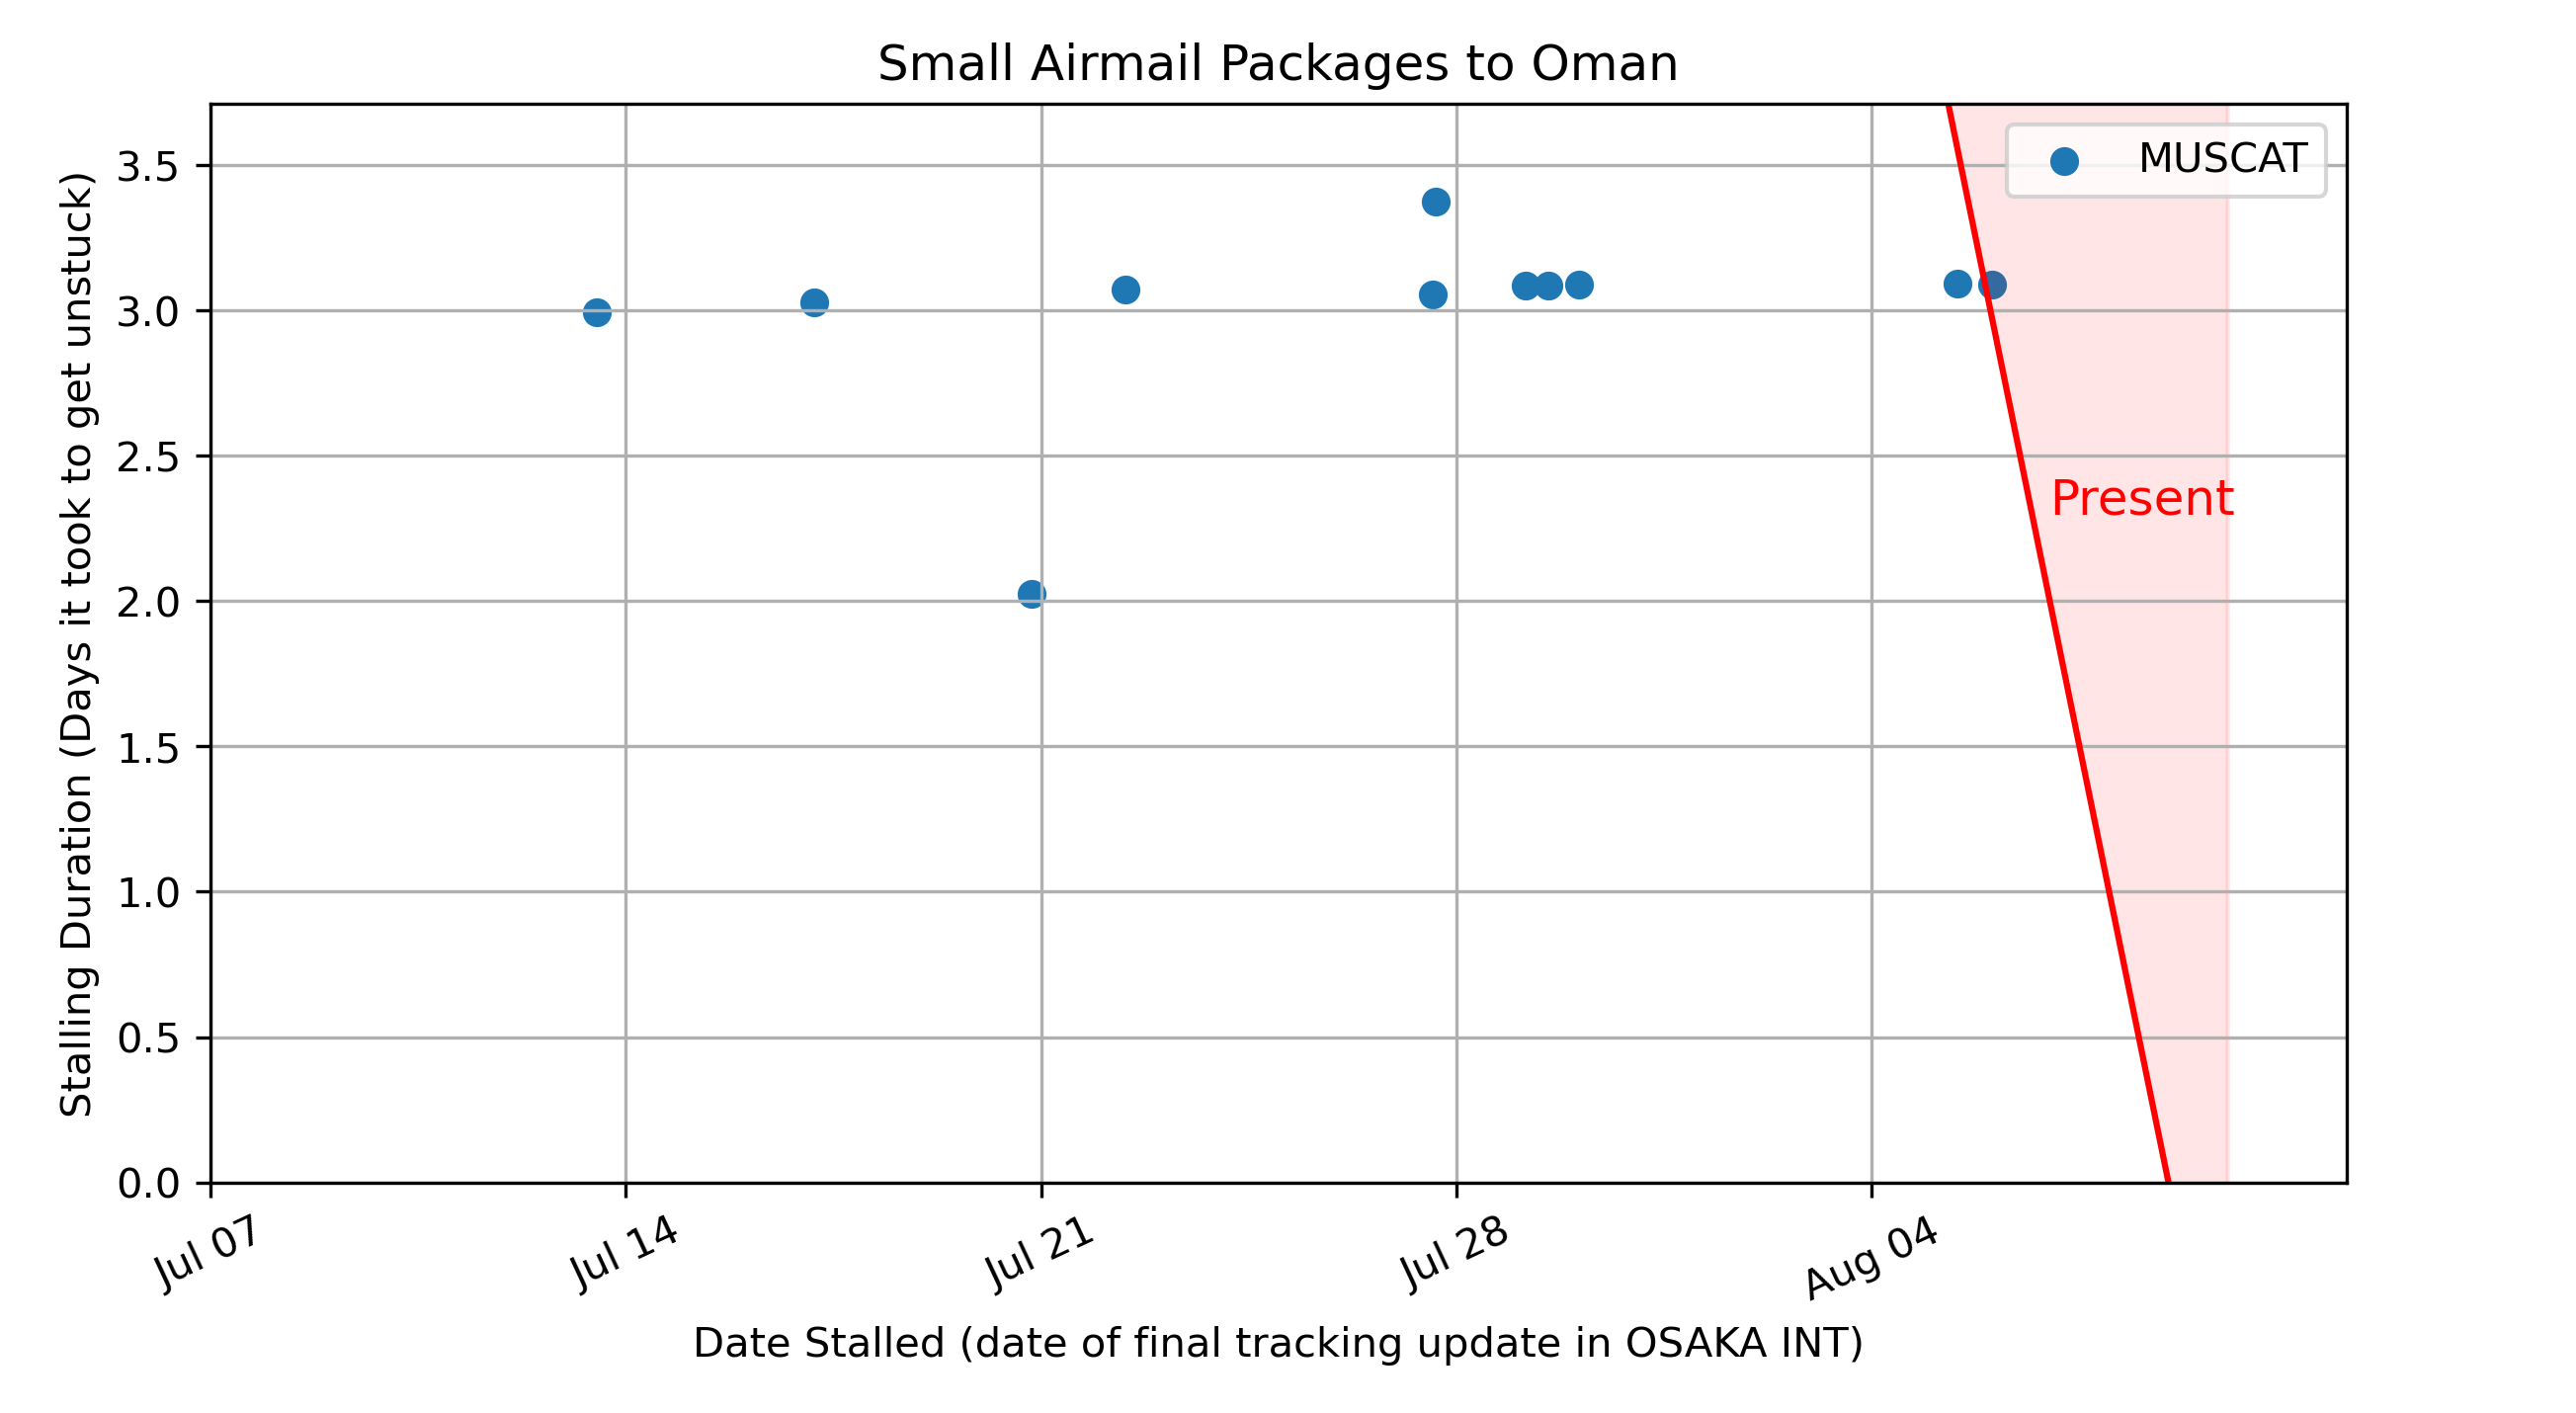 Small Airmail Packages to Oman
MUSCAT
Present
Stalling Duration (Days it took to get unstuck)
3.5
3.0
2.5
2.0
1.5
1.0
0.5
0.0
Jul 07
Jul 14
Jul 21
Jul 28
Aug 04
Date Stalled (date of final tracking update in OSAKA INT)